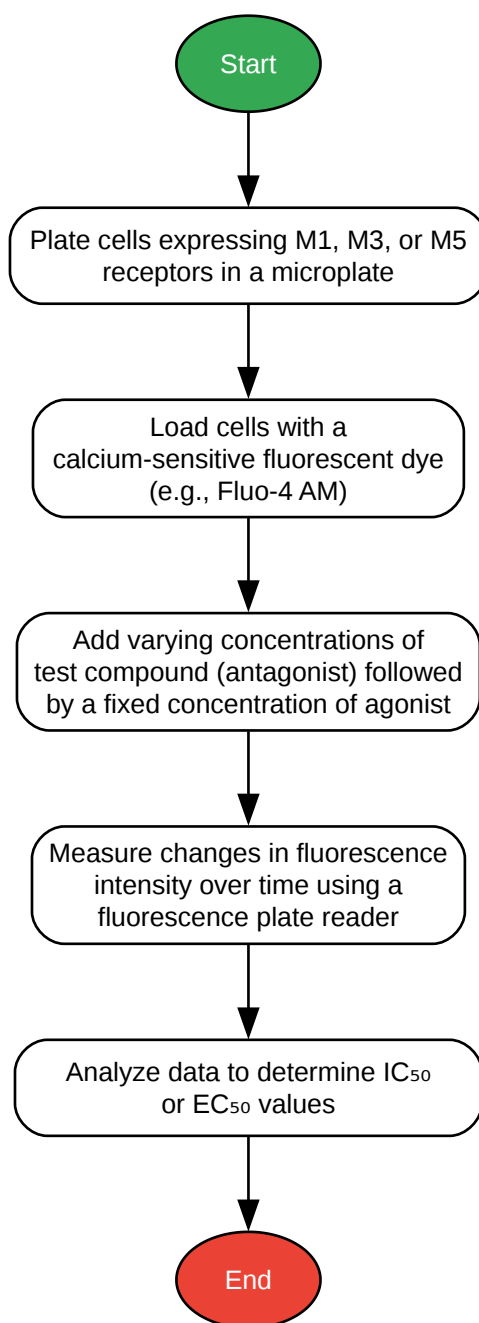 Start
Plate cells expressing M1, M3, or M5
receptors in a microplate
Load cells with a
calcium-sensitive fluorescent dye
(e.g., Fluo-4 AM)
Add varying concentrations of
test compound (antagonist) followed
by a fixed concentration of agonist
Measure changes in fluorescence
intensity over time using a
fluorescence plate reader
Analyze data to determine IC₅₀
or EC₅₀ values
End